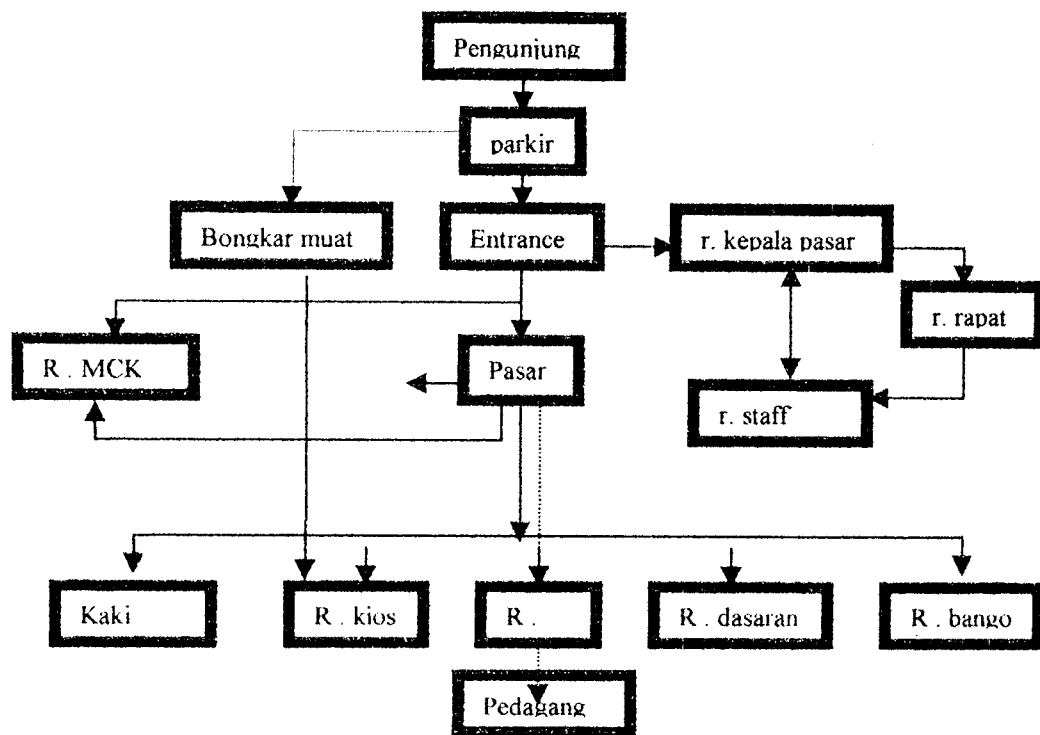 Pengunjung
parkir
Bongkar muat
Entrance
r. kepala pasar
r. rapat
R . MCK
Pasar
r. staff
Kaki
R . kios
R .
R . dasaran
R . bango
Pedagang